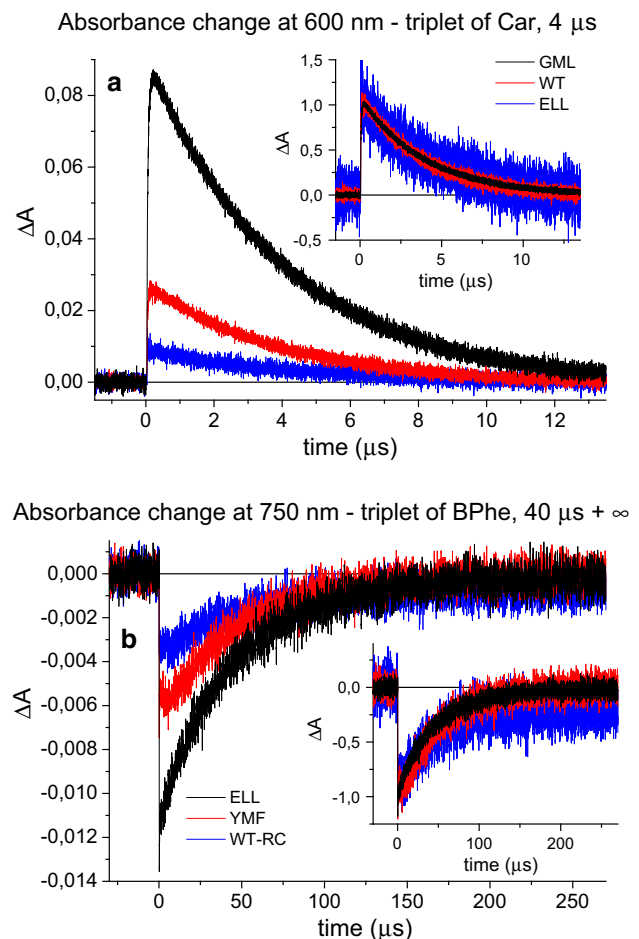 Absorbance change at 600 nm - triplet of Car, 4 μs
a
0,08
0,06
0,04
0,02
0,00
ΔA
0 2 4 6 8 10 12
time (μs)
1,5
1,0
0,5
0,0
-0,5
ΔA
GML
WT
ELL
0 5 10
time (μs)
Absorbance change at 750 nm - triplet of BPhe, 40 μs + ∞
b
0,000
-0,002
-0,004
-0,006
-0,008
-0,010
-0,012
-0,014
ΔA
ELL
YMF
WT-RC
0 50 100 150 200 250
time (μs)
0,0
-0,5
-1,0
ΔA
0 100 200
time (μs)